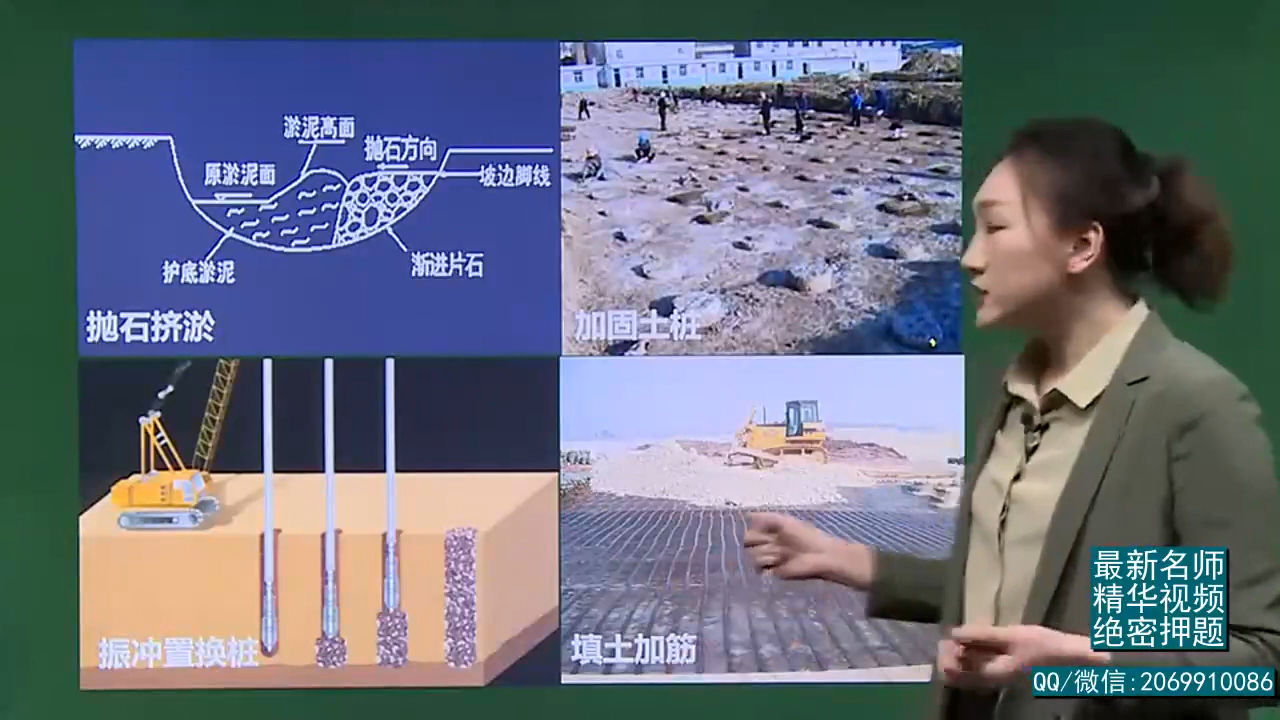 淤泥高面
抛石方向
原淤泥面
坡边脚线
护底淤泥
渐进片石
抛石挤淤
加固土桩
振冲置换桩
填土加筋
最新名师
精华视频
绝密押题
QQ/微信:2069910086